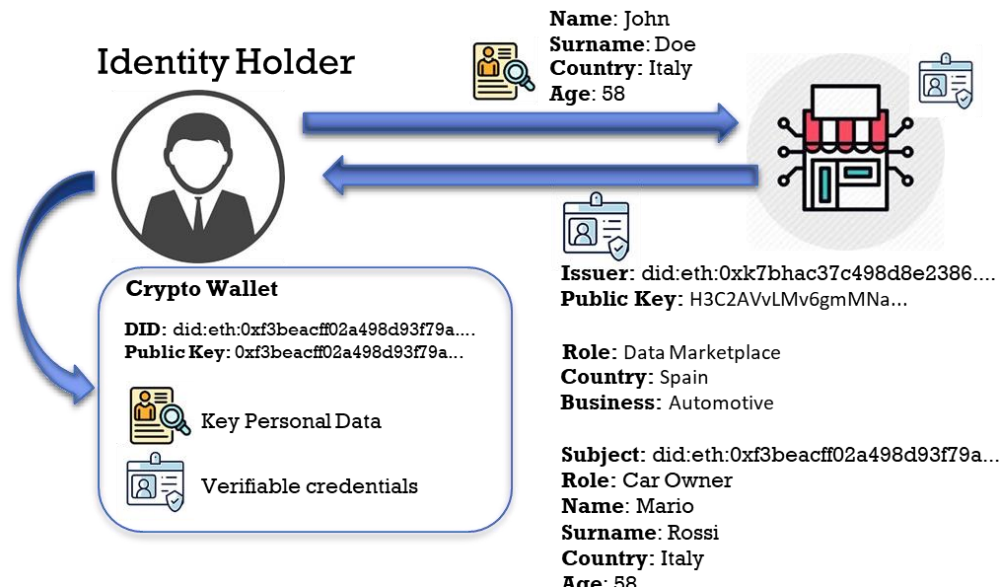 Name: John
Surname: Doe
Country: Italy
Age: 58
Identity Holder
Crypto Wallet
DID: did:eth:0xf3beacff02a498d93f79a....
Public Key: 0xf3beacff02a498d93f79a...
Key Personal Data
Verifiable credentials
Issuer: did:eth:0xk7bhac37c498d8e2386....
Public Key: H3C2AVvLMv6gmMNa...
Role: Data Marketplace
Country: Spain
Business: Automotive
Subject: did:eth:0xf3beacff02a498d93f79a...
Role: Car Owner
Name: Mario
Surname: Rossi
Country: Italy
Age: 58